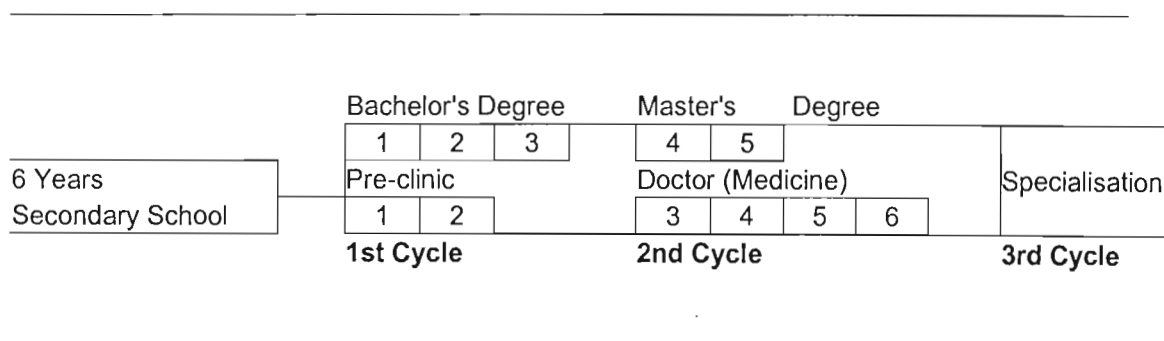 Bachelor's Degree Master's Degree
1 2 3 4 5
6 Years Pre-clinic Doctor (Medicine) Specialisation
Secondary School 1 2 3 4 5 6
1st Cycle 2nd Cycle 3rd Cycle